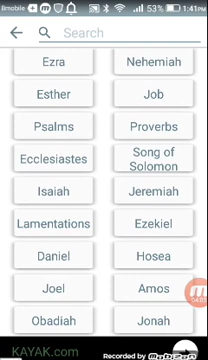 8mobile 53% 1:41PM
Search
Ezra Nehemiah
Esther Job
Psalms Proverbs
Ecclesiastes Song of
Solomon
Isaiah Jeremiah
Lamentations Ezekiel
Daniel Hosea
Joel Amos
Obadiah Jonah
KAYAK.com
Recorded by